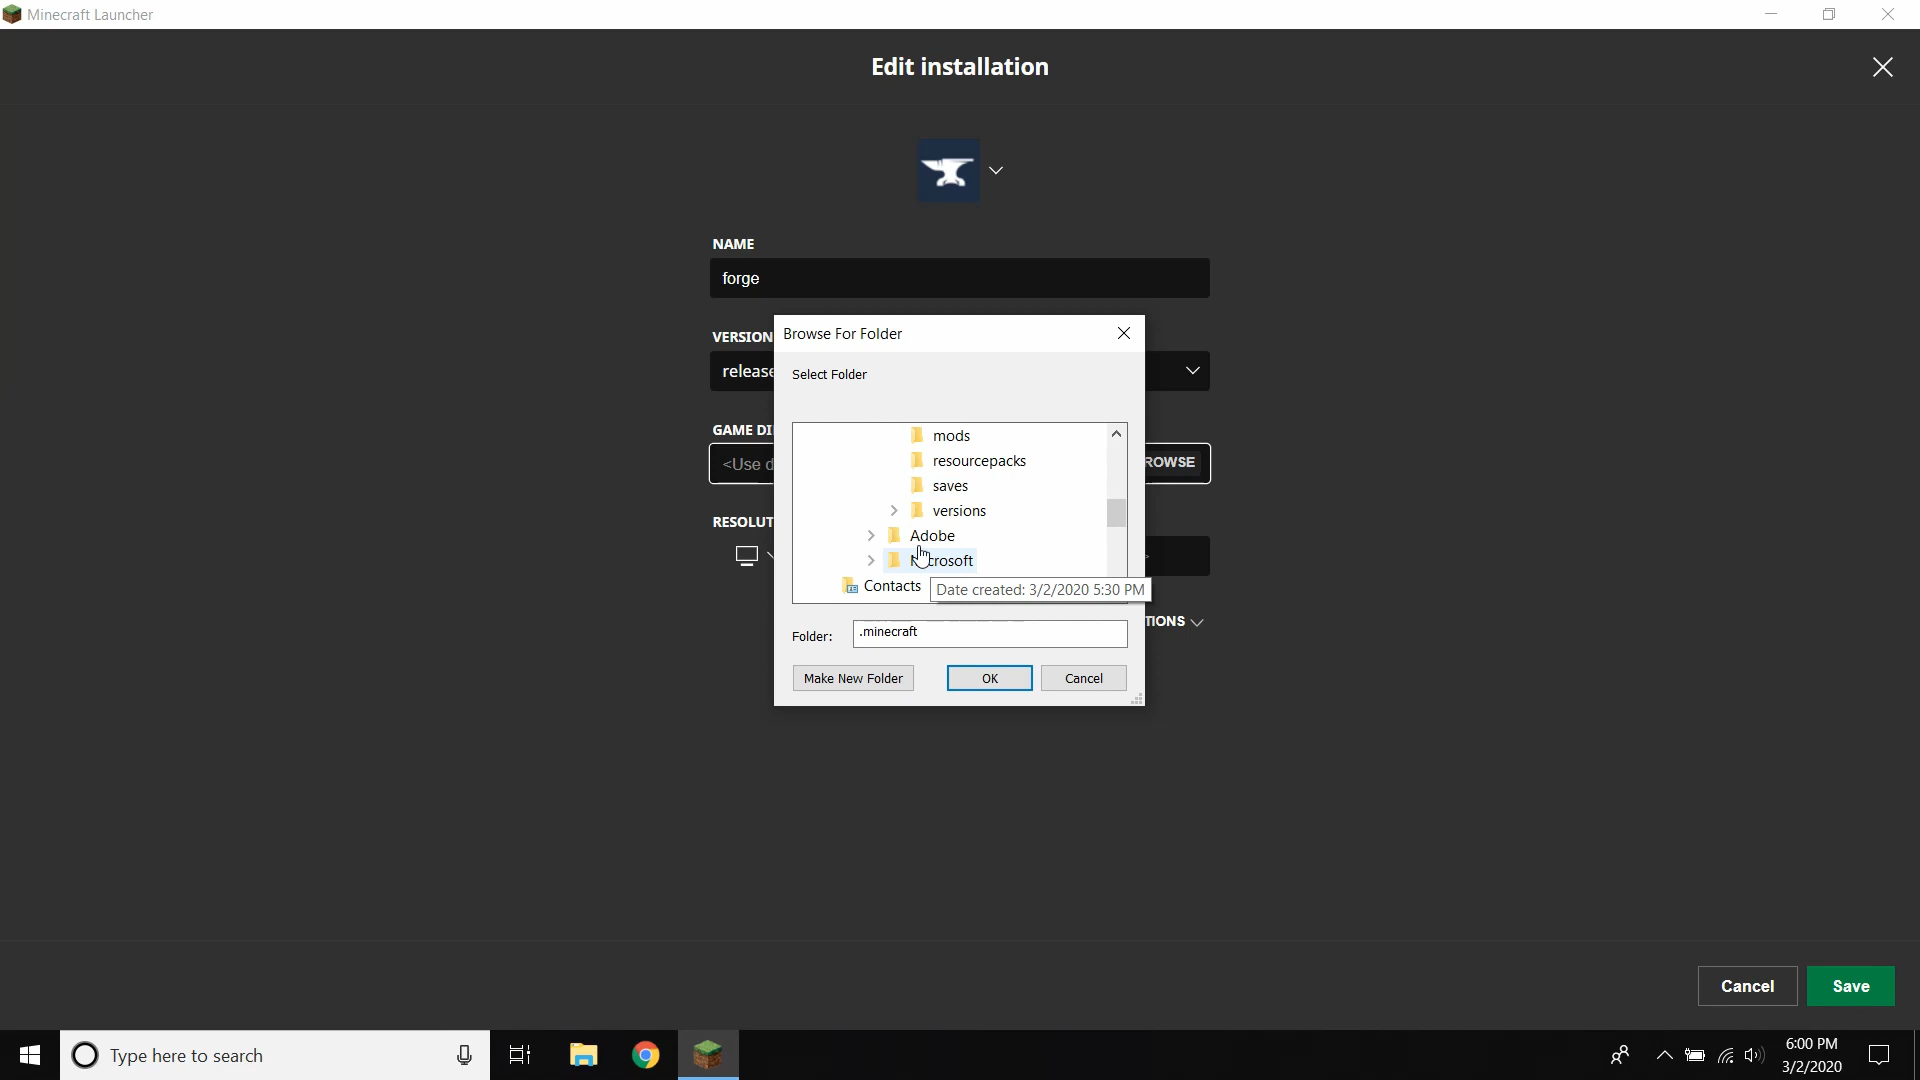 Minecraft Launcher
Edit installation
NAME
forge
VERSION
release
GAME DI
<Use d
ROWSE
RESOLUT
TIONS
Browse For Folder
Select Folder
mods
resourcepacks
saves
versions
Adobe
crosoft
Contacts
Date created: 3/2/2020 5:30 PM
Folder:
.minecraft
Make New Folder
OK
Cancel
Cancel
Save
Type here to search
6:00 PM
3/2/2020